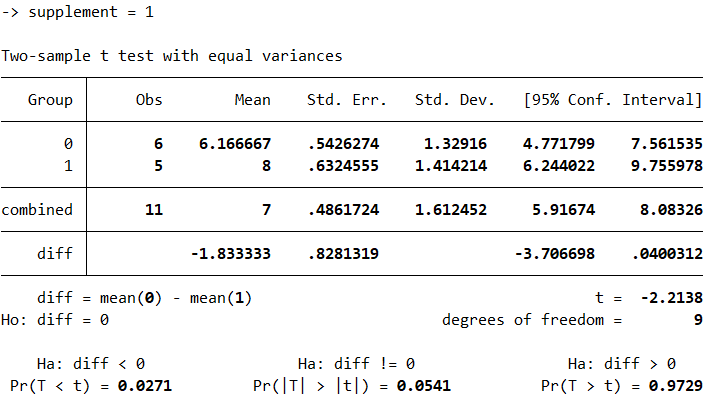 -> supplement = 1
Two-sample t test with equal variances
Group Obs Mean Std. Err. Std. Dev. [95% Conf. Interval]
0 6 6.166667 .5426274 1.32916 4.771799 7.561535
1 5 8 .6324555 1.414214 6.244022 9.755978
combined 11 7 .4861724 1.612452 5.91674 8.08326
diff -1.833333 .8281319 -3.706698 .0400312
diff = mean(0) - mean(1) t = -2.2138
Ho: diff = 0 degrees of freedom = 9
Ha: diff < 0 Ha: diff != 0 Ha: diff > 0
Pr(T < t) = 0.0271 Pr(|T| > |t|) = 0.0541 Pr(T > t) = 0.9729